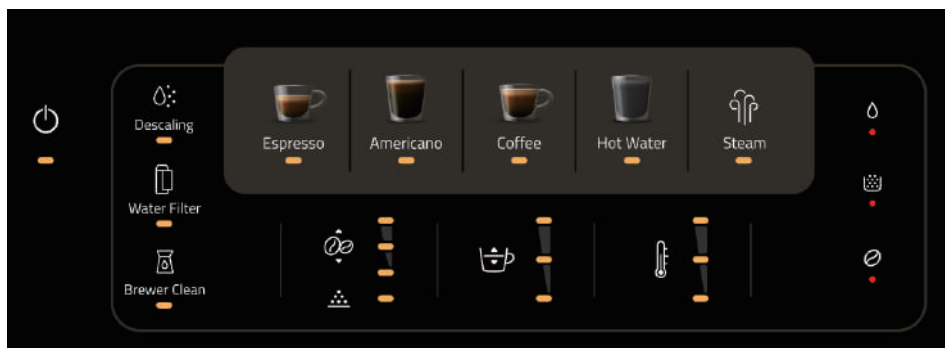 Descaling
Water Filter
Brewer Clean
Espresso
Americano
Coffee
Hot Water
Steam